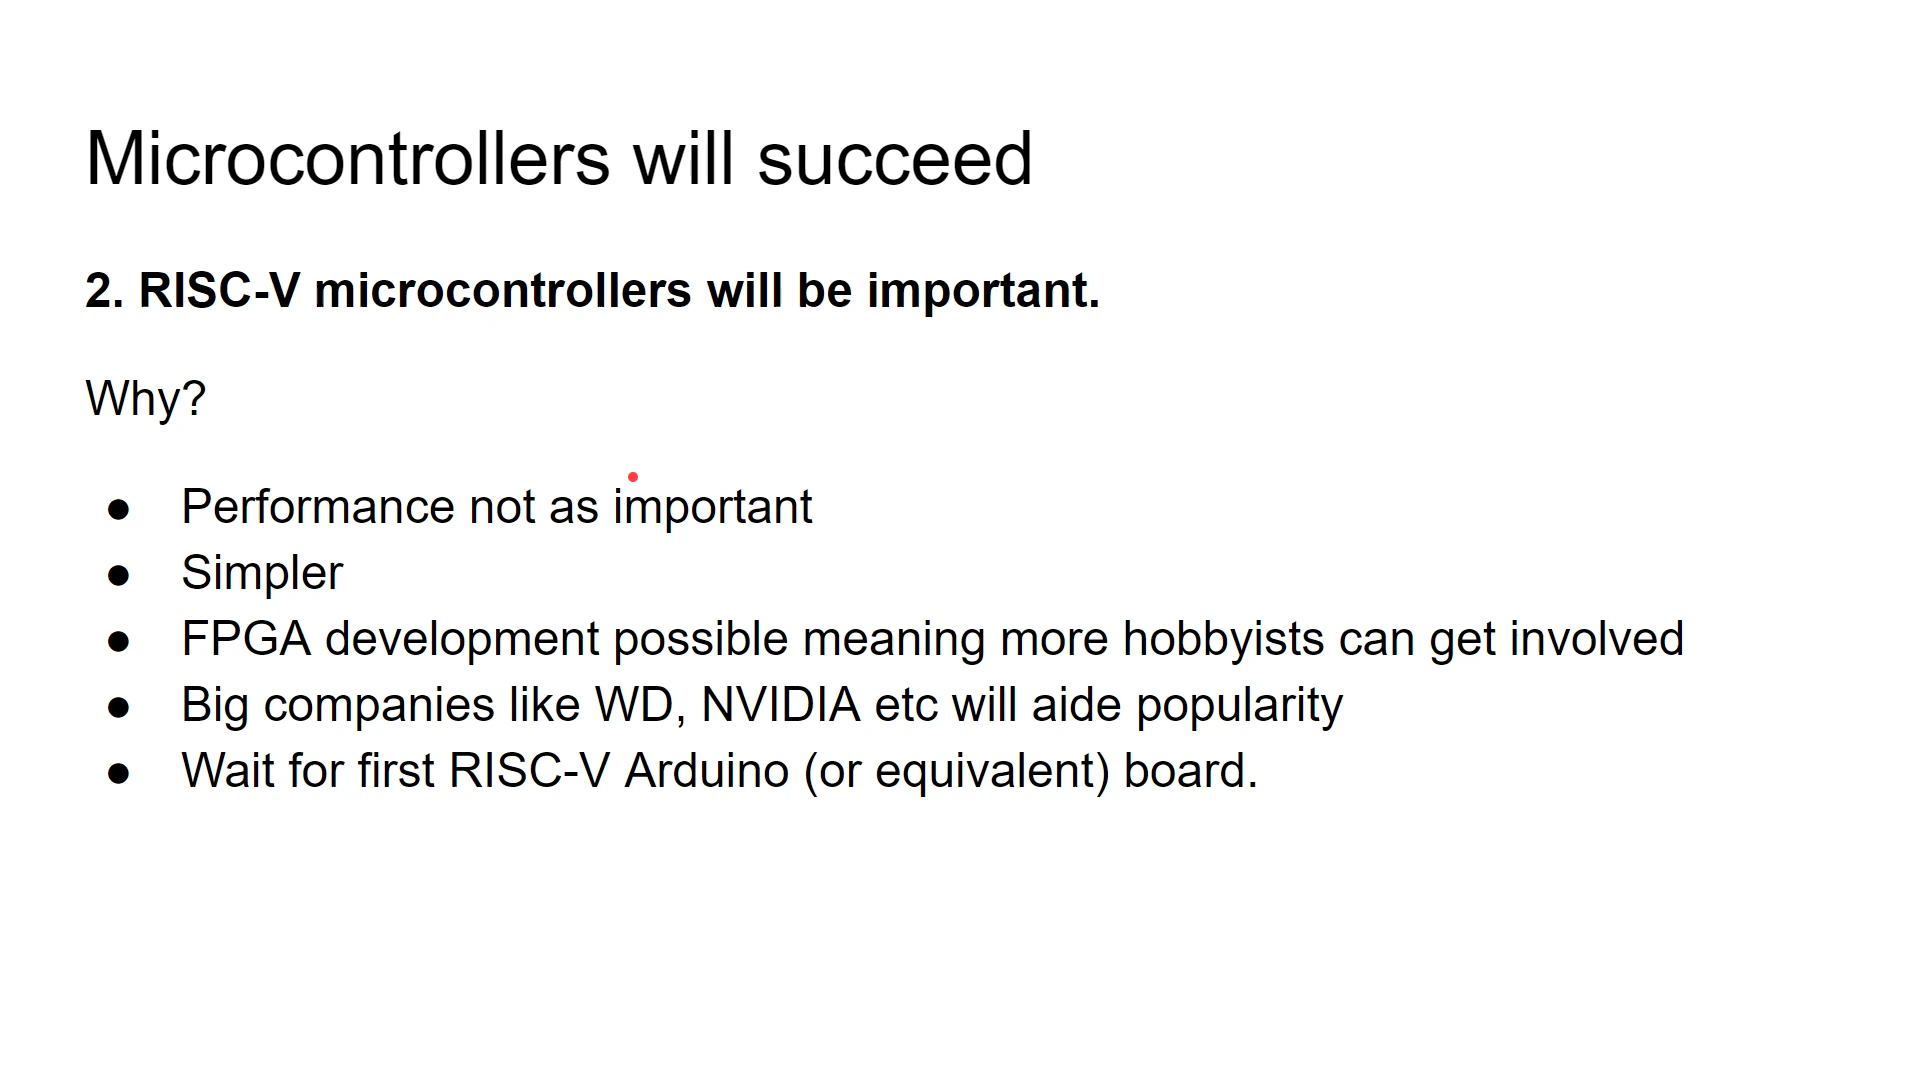 Microcontrollers will succeed
2. RISC-V microcontrollers will be important.
Why?
● Performance not as important
● Simpler
● FPGA development possible meaning more hobbyists can get involved
● Big companies like WD, NVIDIA etc will aide popularity
● Wait for first RISC-V Arduino (or equivalent) board.